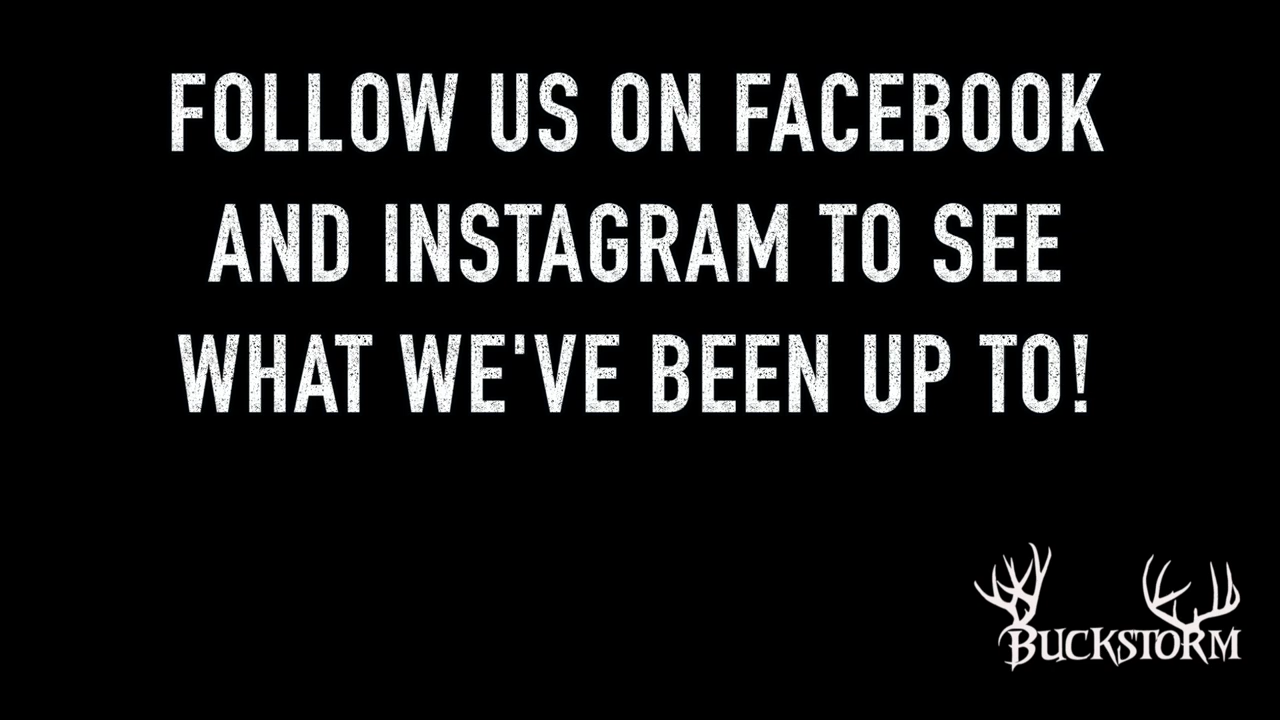 FOLLOW US ON FACEBOOK
AND INSTAGRAM TO SEE
WHAT WE'VE BEEN UP TO!
BUCKSTORM